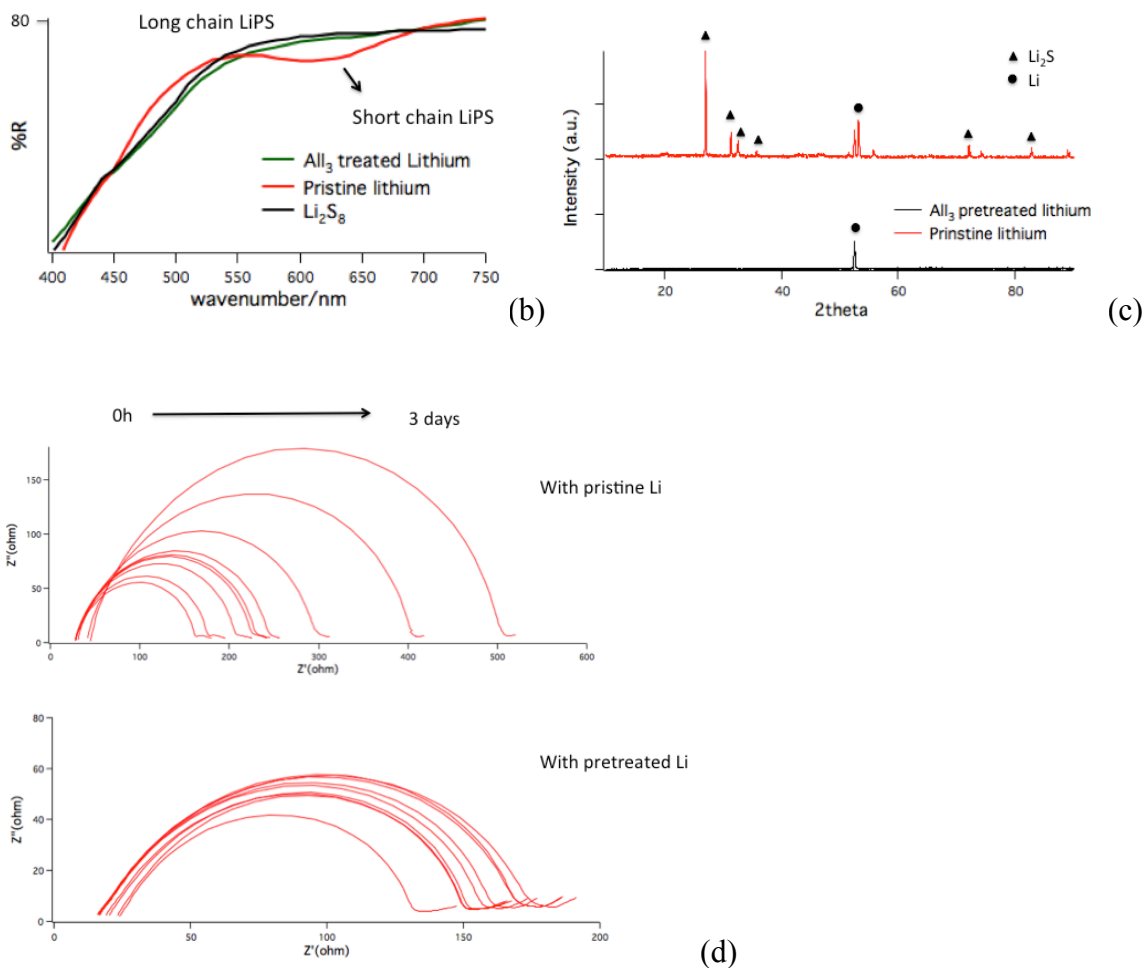 80
Long chain LiPS
Short chain LiPS
%R
AlI₃ treated Lithium
Pristine lithium
Li₂S₈
400 450 500 550 600 650 700 750
wavenumber/nm
(b)
Li₂S
Li
Intensity (a.u.)
AlI₃ pretreated lithium
Prinstine lithium
20 40 60 80
2theta
(c)
0h
3 days
150
100
50
0
Z"(ohm)
0 100 200 300 400 500 600
Z'(ohm)
With pristine Li
80
60
40
20
0
Z"(ohm)
0 50 100 150 200
Z'(ohm)
With pretreated Li
(d)